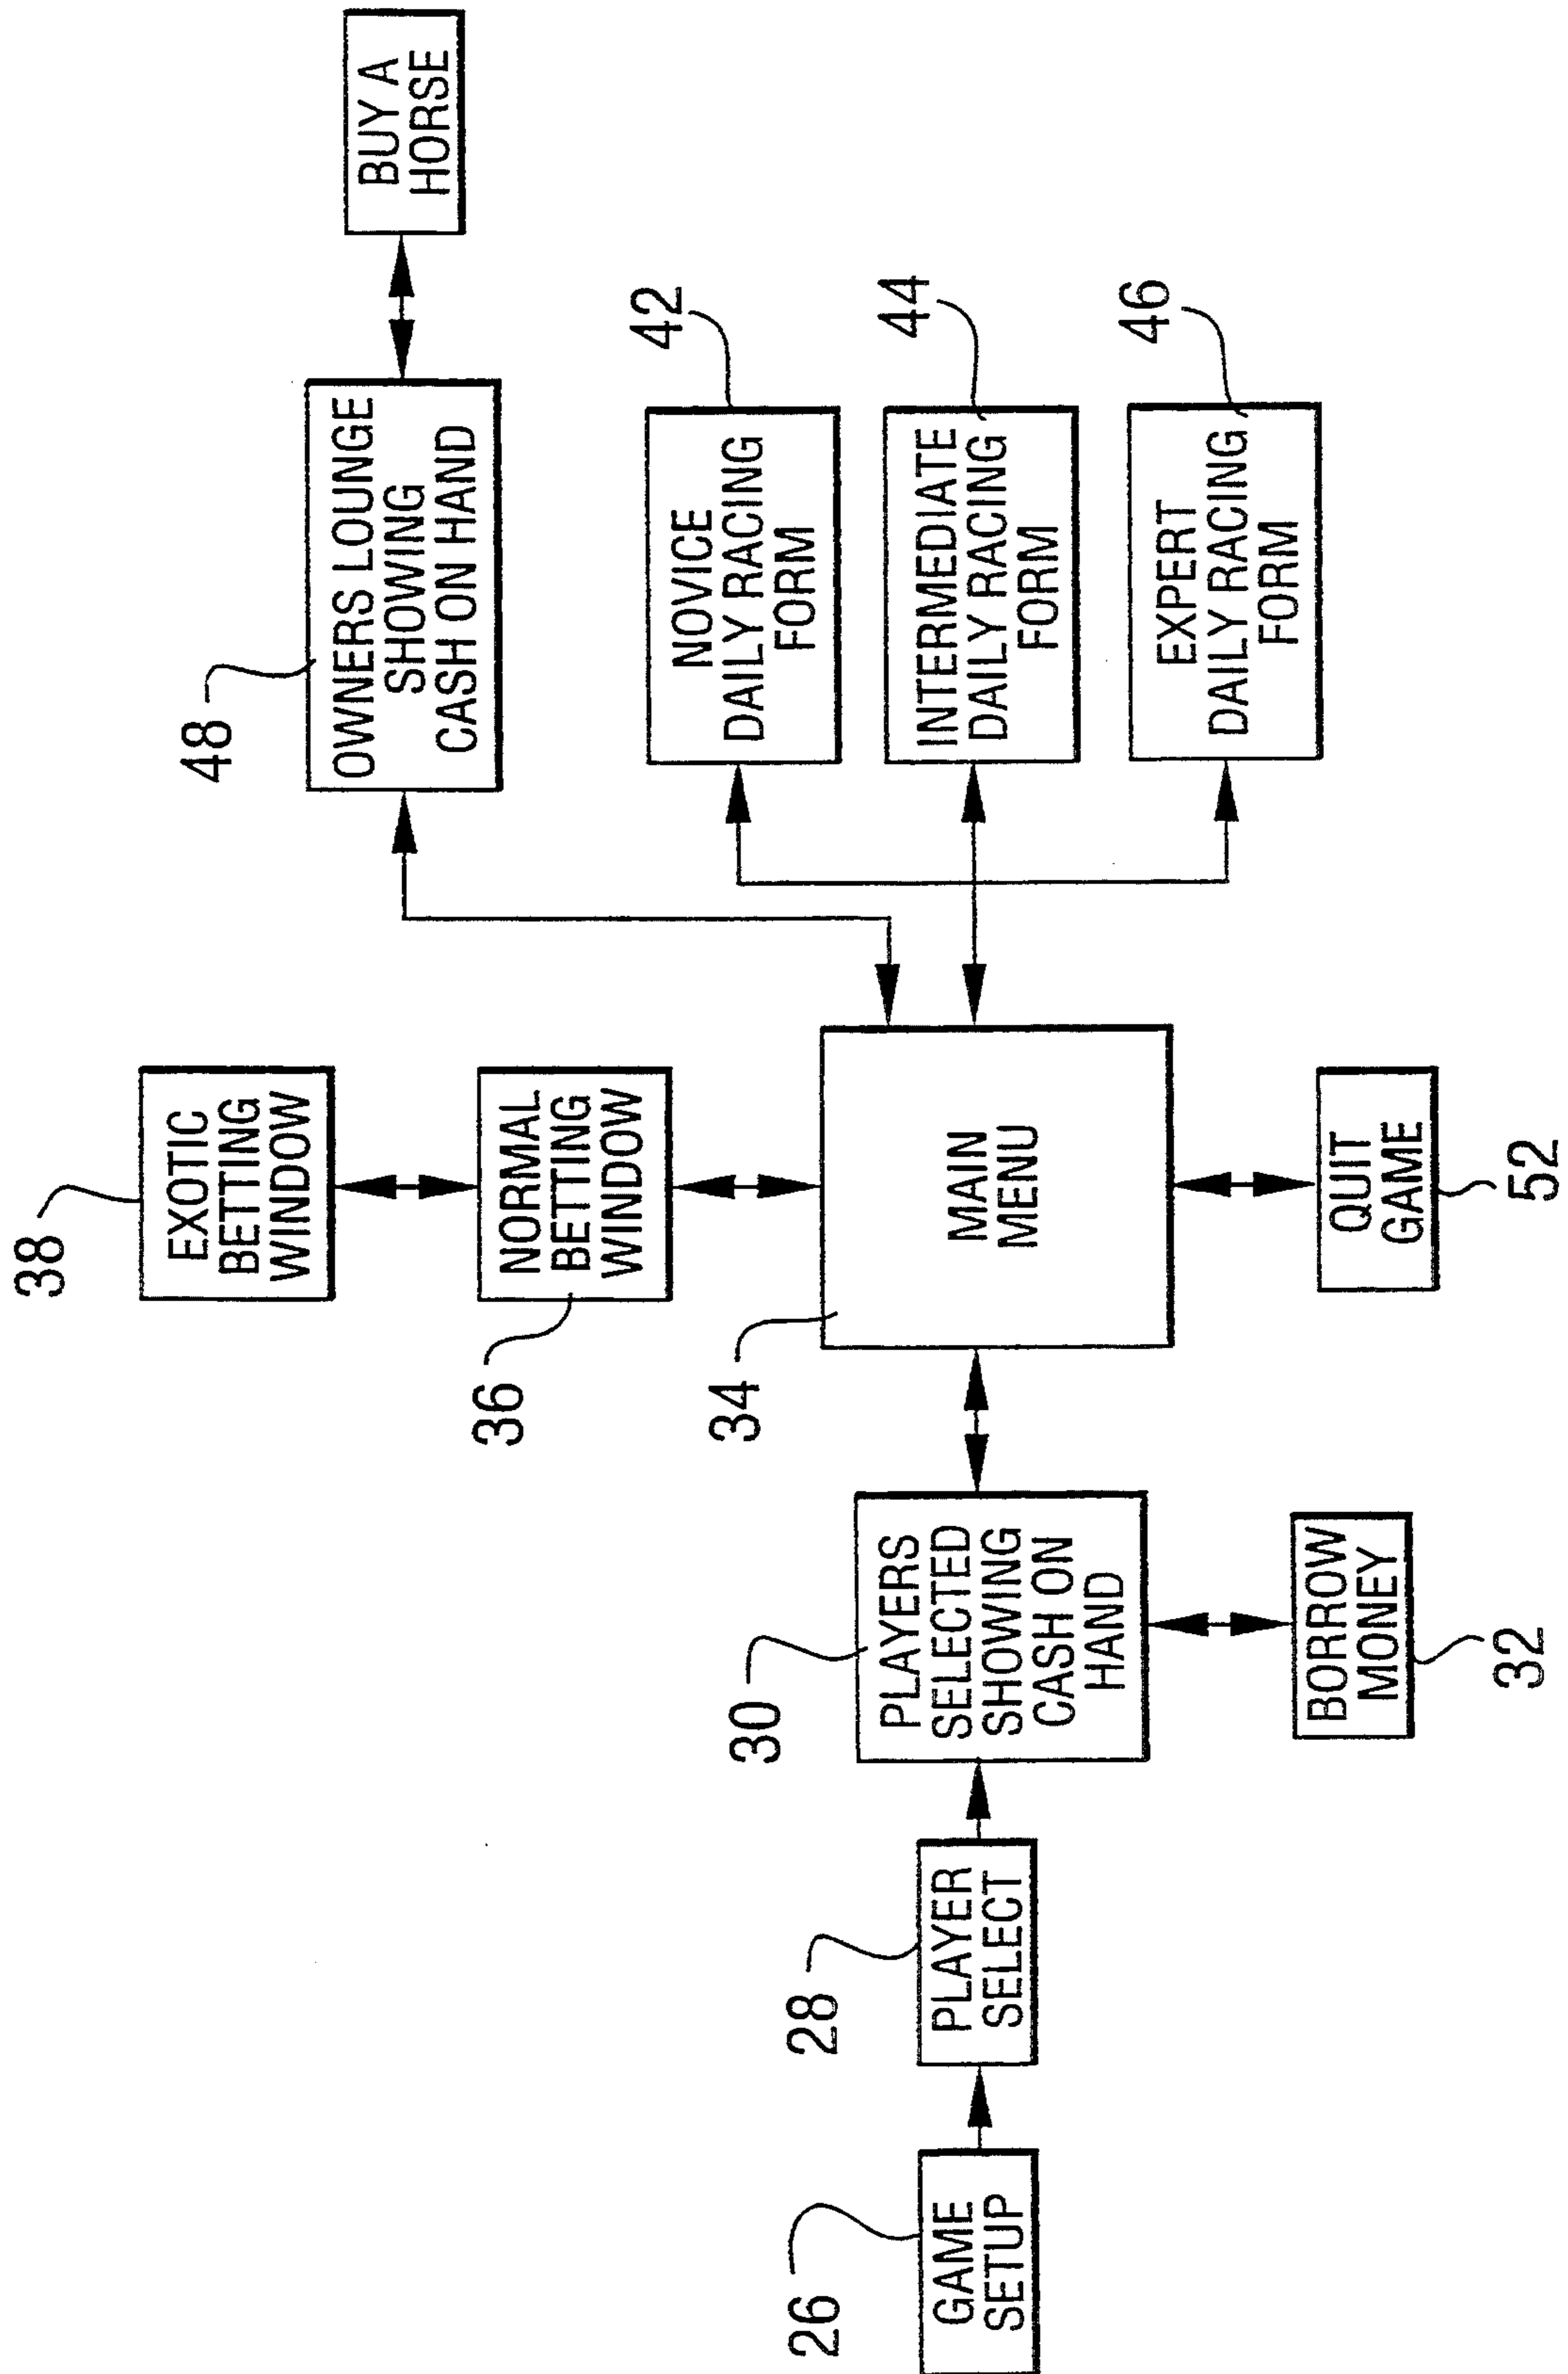 38
EXOTIC
BETTING
WINDOW
48
OWNERS LOUNGE
SHOWING
CASH ON HAND
BUY A
HORSE
36
NORMAL
BETTING
WINDOW
42
NOVICE
DAILY RACING
FORM
26
GAME
SETUP
28
PLAYER
SELECT
30
PLAYERS
SELECTED
SHOWING
CASH ON
HAND
34
MAIN
MENU
44
INTERMEDIATE
DAILY RACING
FORM
46
EXPERT
DAILY RACING
FORM
BORROW
MONEY
32
QUIT
GAME
52